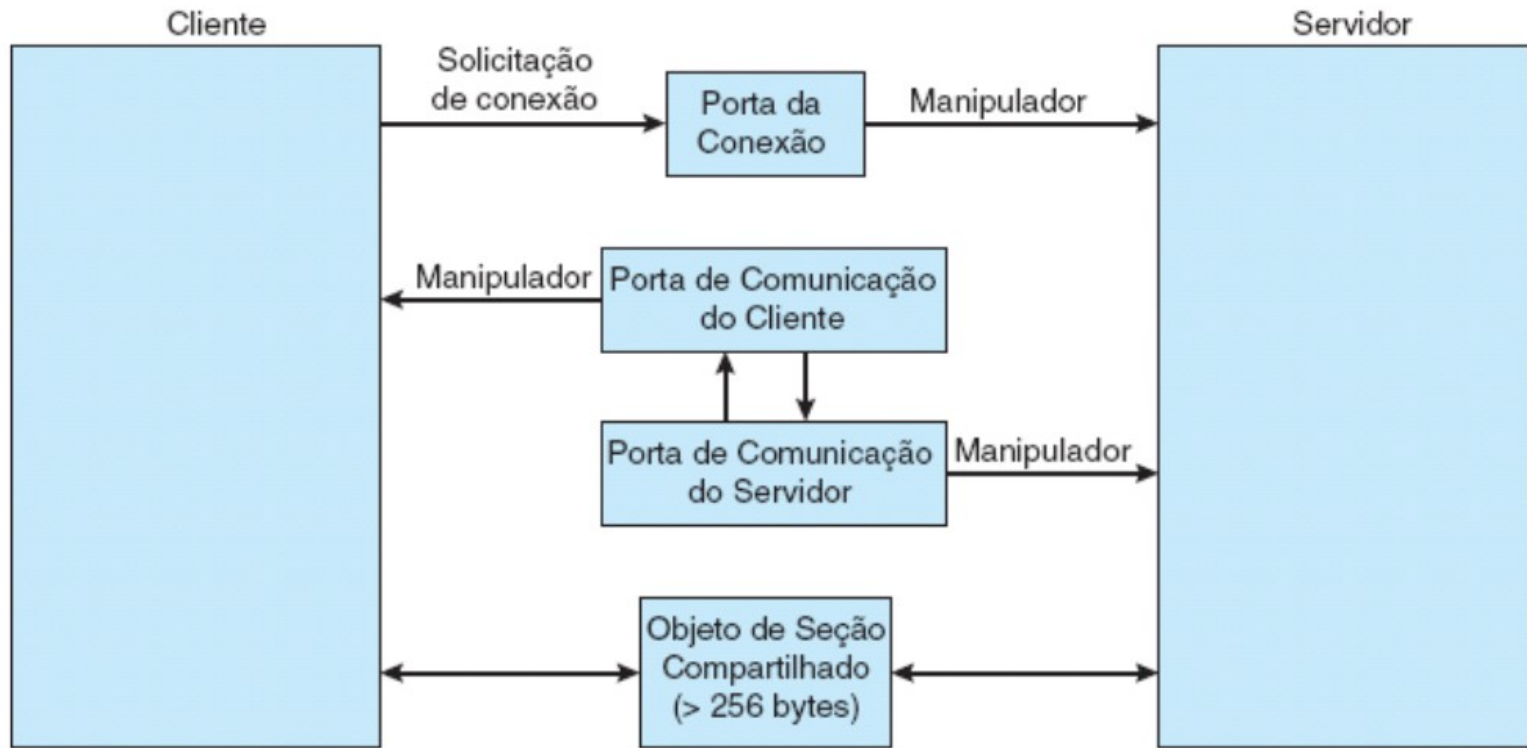 Cliente
Servidor
Solicitação
de conexão
Porta da
Conexão
Manipulador
Manipulador
Porta de Comunicação
do Cliente
Porta de Comunicação
do Servidor
Manipulador
Objeto de Seção
Compartilhado
(> 256 bytes)